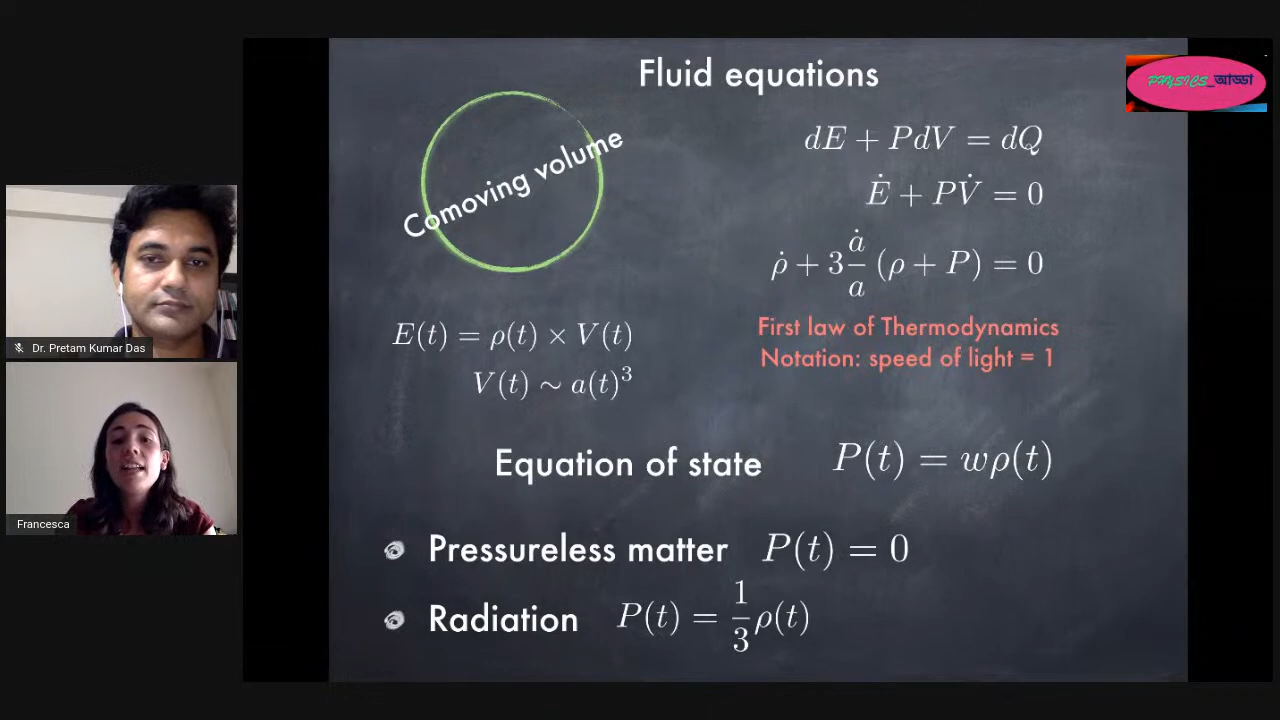 Fluid equations
PHYSICS_আড্ডা
Comoving volume
dE + PdV = dQ
Ė + PV̇ = 0
ρ̇ + 3 ȧ/a (ρ + P) = 0
First law of Thermodynamics
Notation: speed of light = 1
E(t) = ρ(t) × V(t)
V(t) ∼ a(t)³
Equation of state P(t) = wρ(t)
Pressureless matter P(t) = 0
Radiation P(t) = 1/3 ρ(t)
Dr. Pretam Kumar Das
Francesca